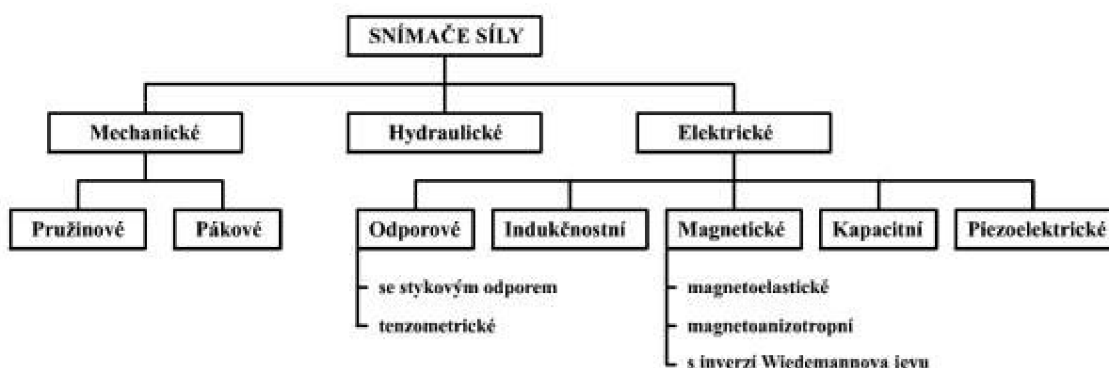 SNÍMAČE SÍLY
Mechanické
Hydraulické
Elektrické
Pružinové
Pákové
Odporové
Indukčnostní
Magnetické
Kapacitní
Piezoelektrické
se stykovým odporem
tenzometrické
magnetoelastické
magnetoanizotropní
s inverzí Wiedemannova jevu